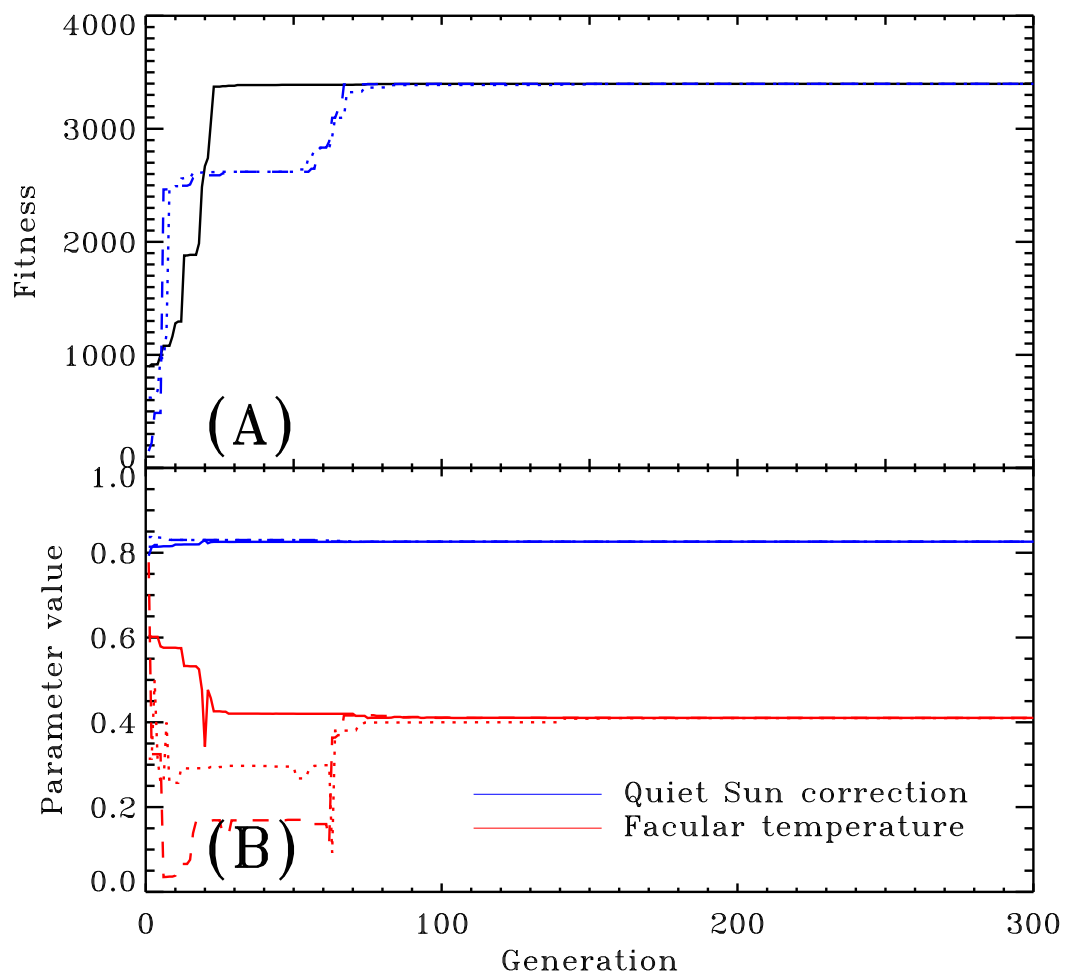 4000
3000
2000
1000
0
Fitness
(A)
1.0
0.8
0.6
0.4
0.2
0.0
Parameter value
Quiet Sun correction
Facular temperature
(B)
0
100
200
300
Generation